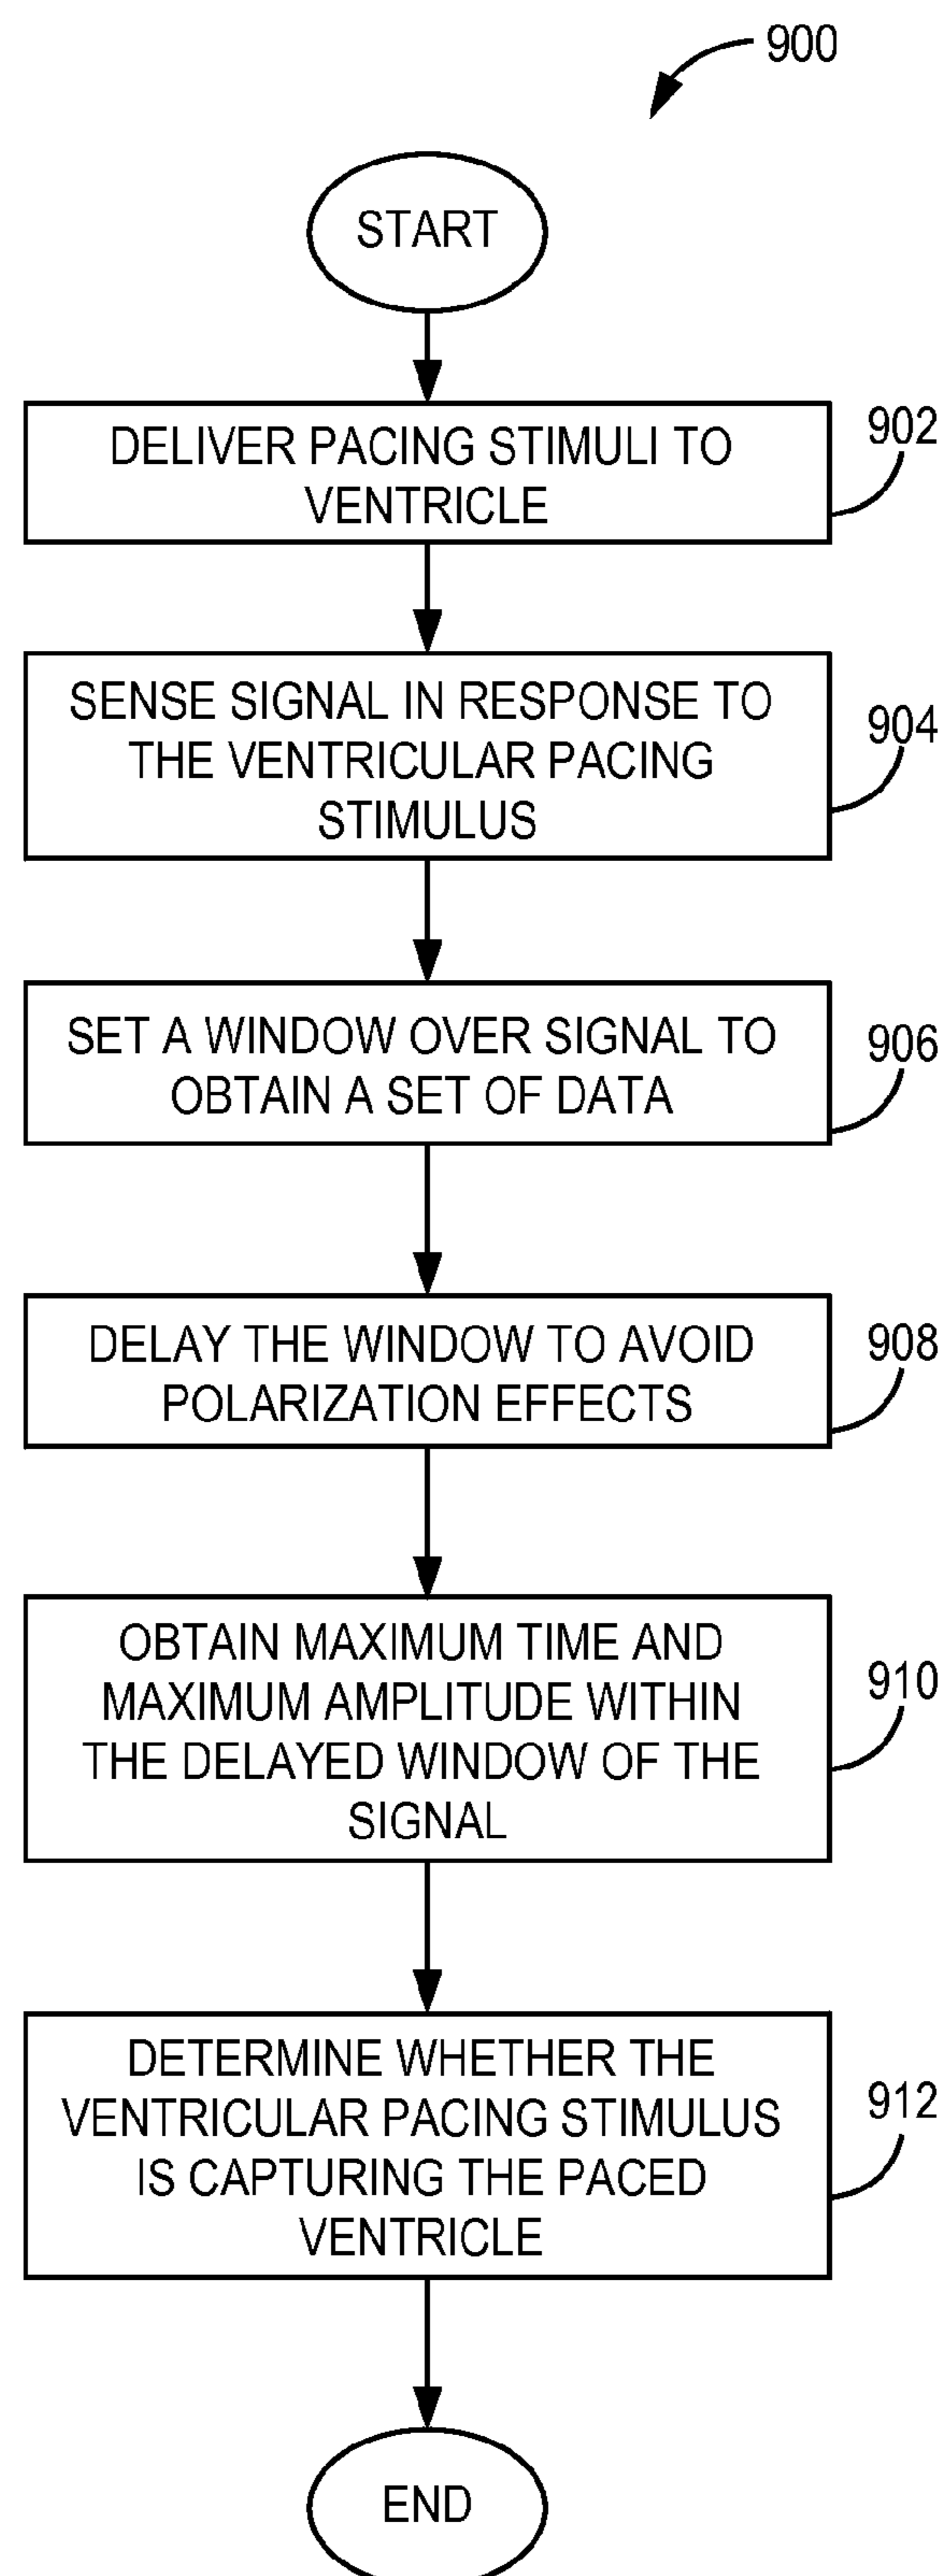 900
START
DELIVER PACING STIMULI TO
VENTRICLE
902
SENSE SIGNAL IN RESPONSE TO
THE VENTRICULAR PACING
STIMULUS
904
SET A WINDOW OVER SIGNAL TO
OBTAIN A SET OF DATA
906
DELAY THE WINDOW TO AVOID
POLARIZATION EFFECTS
908
OBTAIN MAXIMUM TIME AND
MAXIMUM AMPLITUDE WITHIN
THE DELAYED WINDOW OF THE
SIGNAL
910
DETERMINE WHETHER THE
VENTRICULAR PACING STIMULUS
IS CAPTURING THE PACED
VENTRICLE
912
END